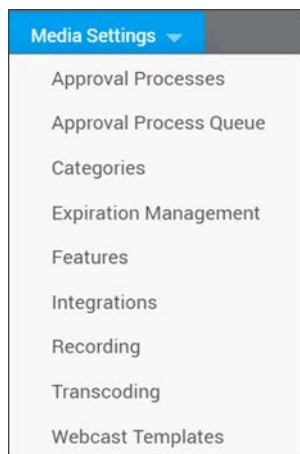 Media Settings
Approval Processes
Approval Process Queue
Categories
Expiration Management
Features
Integrations
Recording
Transcoding
Webcast Templates